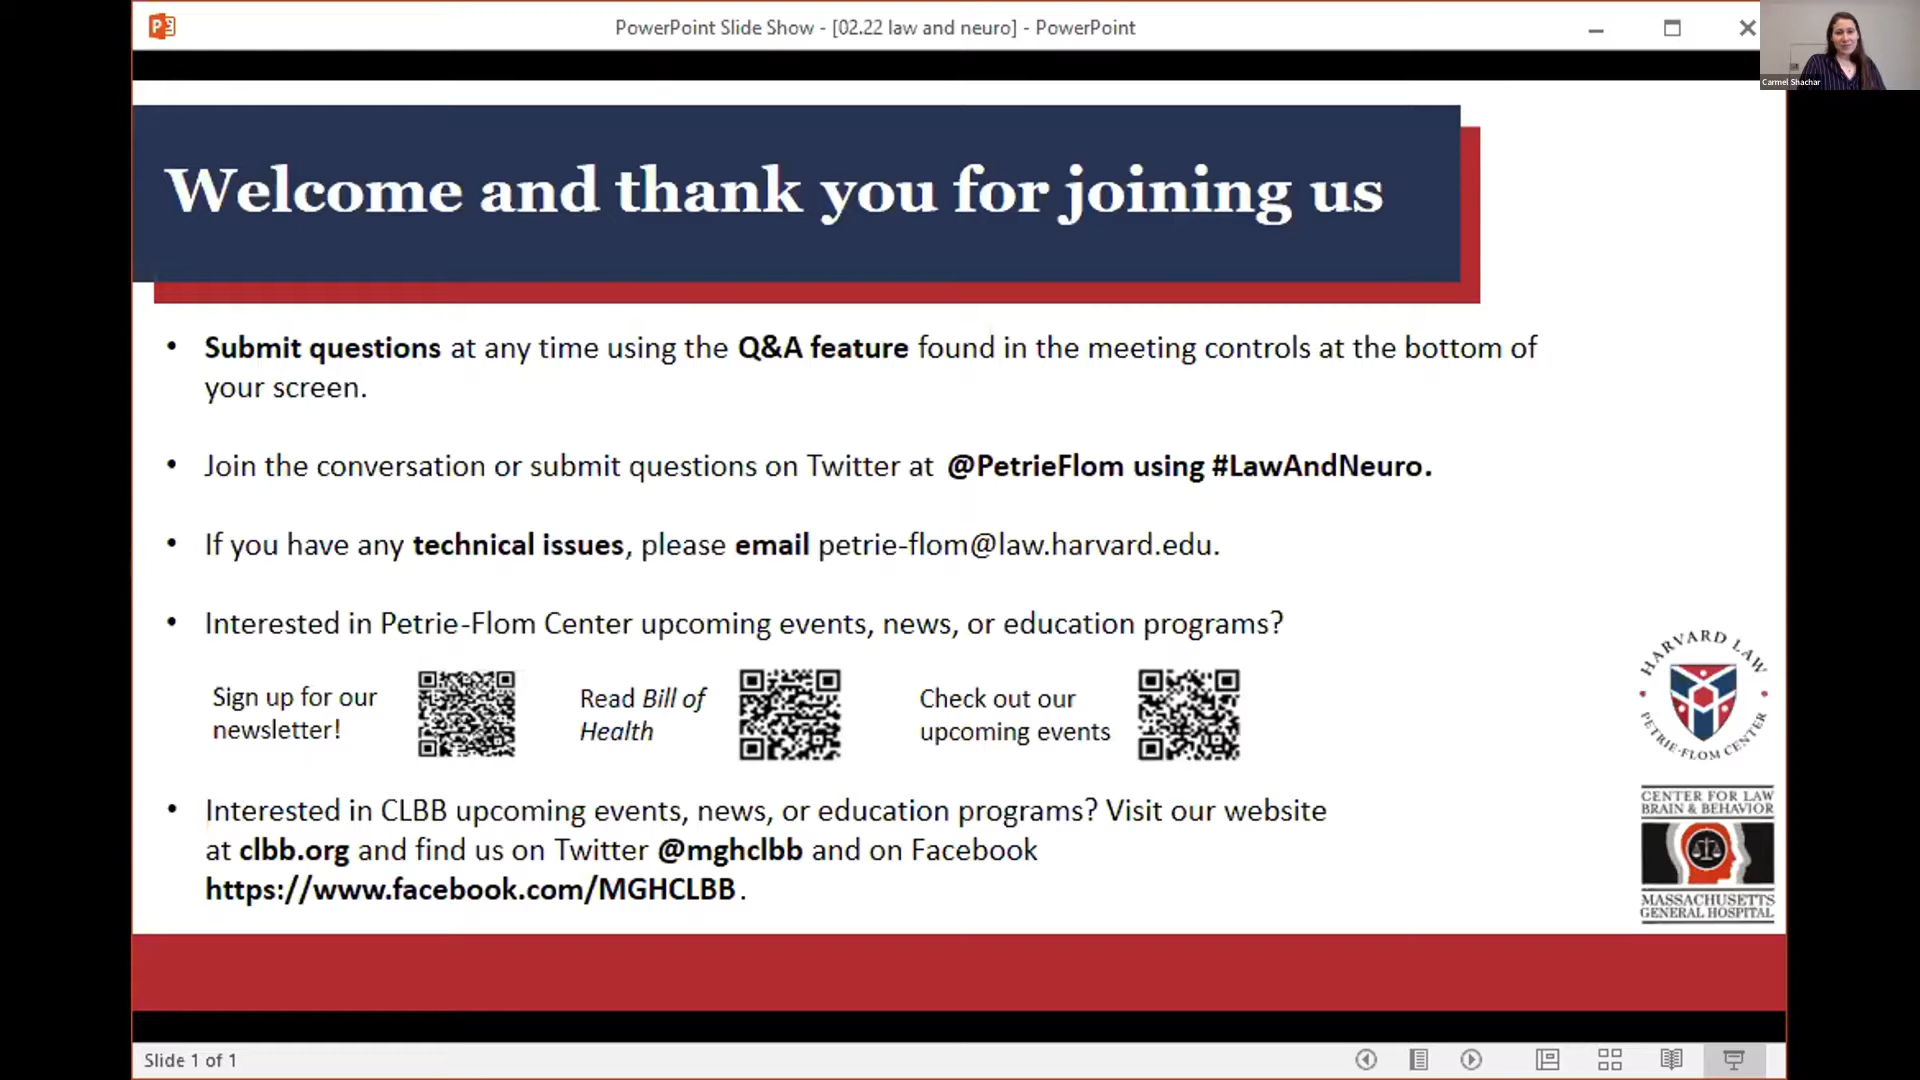 PowerPoint Slide Show - [02.22 law and neuro] - PowerPoint
Carmel Shachar
Welcome and thank you for joining us
• Submit questions at any time using the Q&A feature found in the meeting controls at the bottom of
your screen.
• Join the conversation or submit questions on Twitter at @PetrieFlom using #LawAndNeuro.
• If you have any technical issues, please email petrie-flom@law.harvard.edu.
• Interested in Petrie-Flom Center upcoming events, news, or education programs?
Sign up for our
newsletter!
Read Bill of
Health
Check out our
upcoming events
HARVARD LAW
PETRIE-FLOM CENTER
• Interested in CLBB upcoming events, news, or education programs? Visit our website
at clbb.org and find us on Twitter @mghclbb and on Facebook
https://www.facebook.com/MGHCLBB.
CENTER FOR LAW
BRAIN & BEHAVIOR
MASSACHUSETTS
GENERAL HOSPITAL
Slide 1 of 1